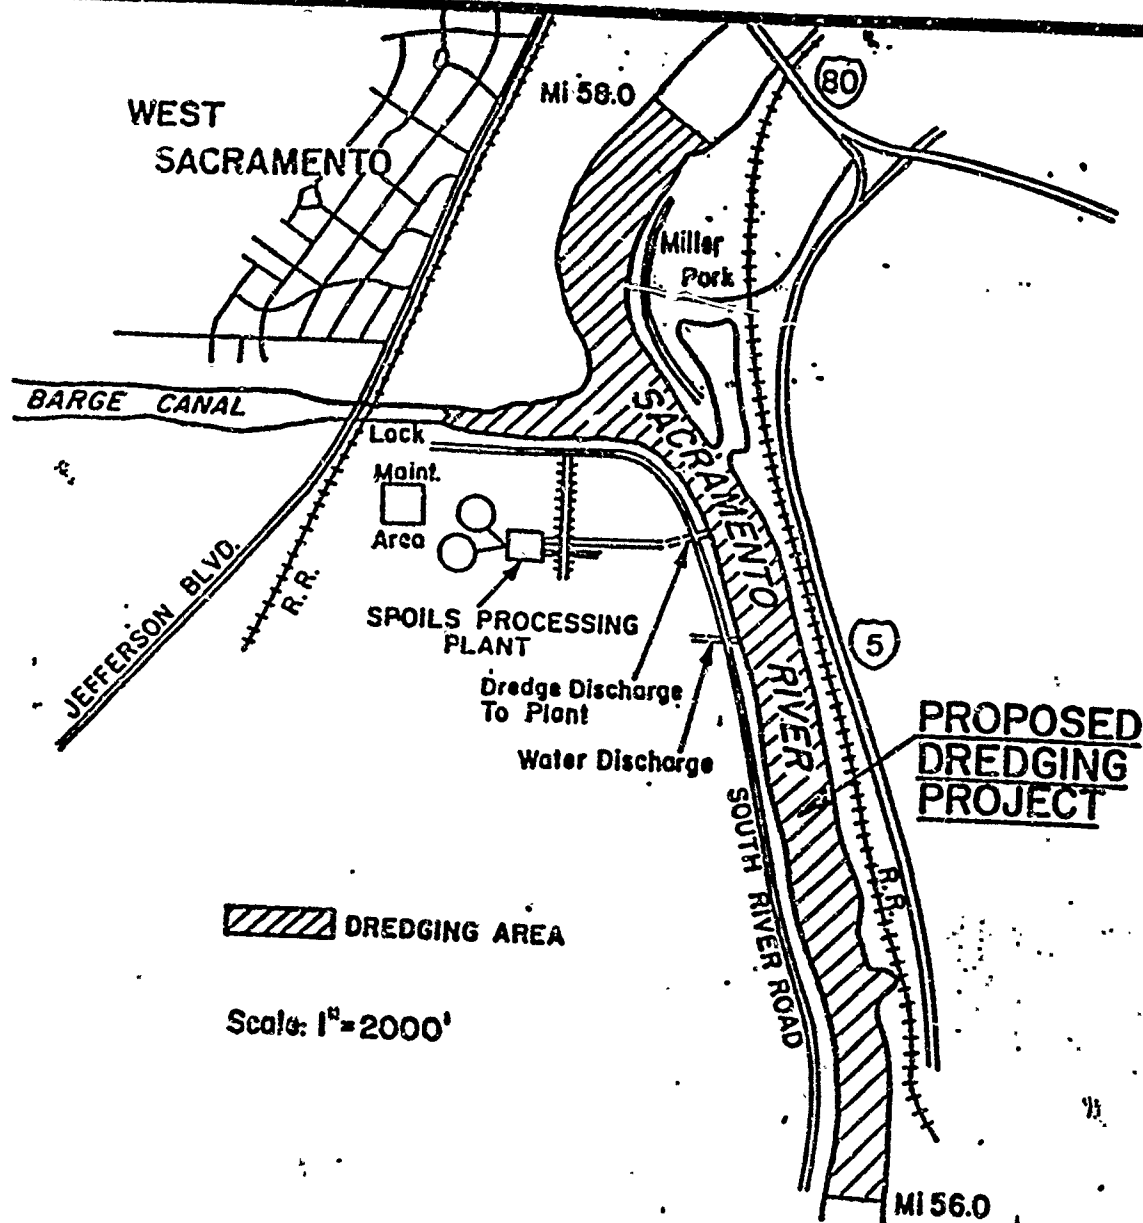 80
Mi 58.0
WEST
SACRAMENTO
Miller
Park
BARGE CANAL
Lock
SACRAMENTO RIVER
Maint.
Area
JEFFERSON BLVD.
R.R.
SPOILS PROCESSING
PLANT
5
Dredge Discharge
To Plant
Water Discharge
PROPOSED
DREDGING
PROJECT
SOUTH RIVER ROAD
R.R.
DREDGING AREA
Scale: 1"=2000'
Mi 56.0